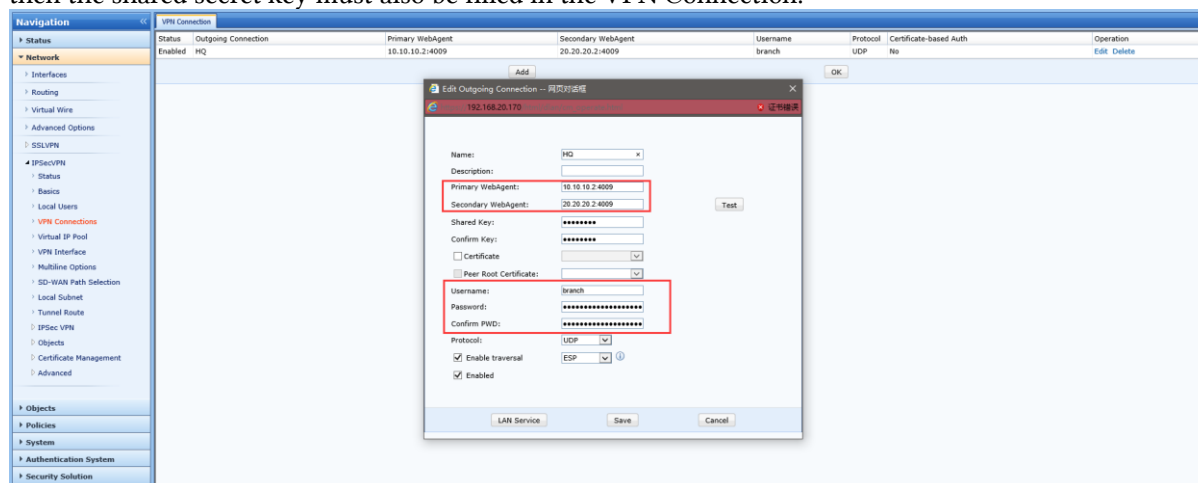 then the shared secret key must also be filled in the VPN Connection.
Navigation «
VPN Connection
Status
Network
Interfaces
Routing
Virtual Wire
Advanced Options
SSLVPN
IPSecVPN
Status
Basics
Local Users
VPN Connections
Virtual IP Pool
VPN Interface
Multiline Options
SD-WAN Path Selection
Local Subnet
Tunnel Route
IPSec VPN
Objects
Certificate Management
Advanced
Objects
Policies
System
Authentication System
Security Solution
Status Outgoing Connection Primary WebAgent Secondary WebAgent Username Protocol Certificate-based Auth Operation
Enabled HQ 10.10.10.2:4009 20.20.20.2:4009 branch UDP No Edit Delete
Add OK
Edit Outgoing Connection -- 网页对话框
192.168.20.170 证书错误
Name: HQ ×
Description:
Primary WebAgent: 10.10.10.2:4009
Secondary WebAgent: 20.20.20.2:4009 Test
Shared Key: ••••••••
Confirm Key: ••••••••
Certificate
Peer Root Certificate:
Username: branch
Password: •••••••••••••••••••
Confirm PWD: •••••••••••••••••••
Protocol: UDP
Enable traversal ESP
Enabled
LAN Service Save Cancel